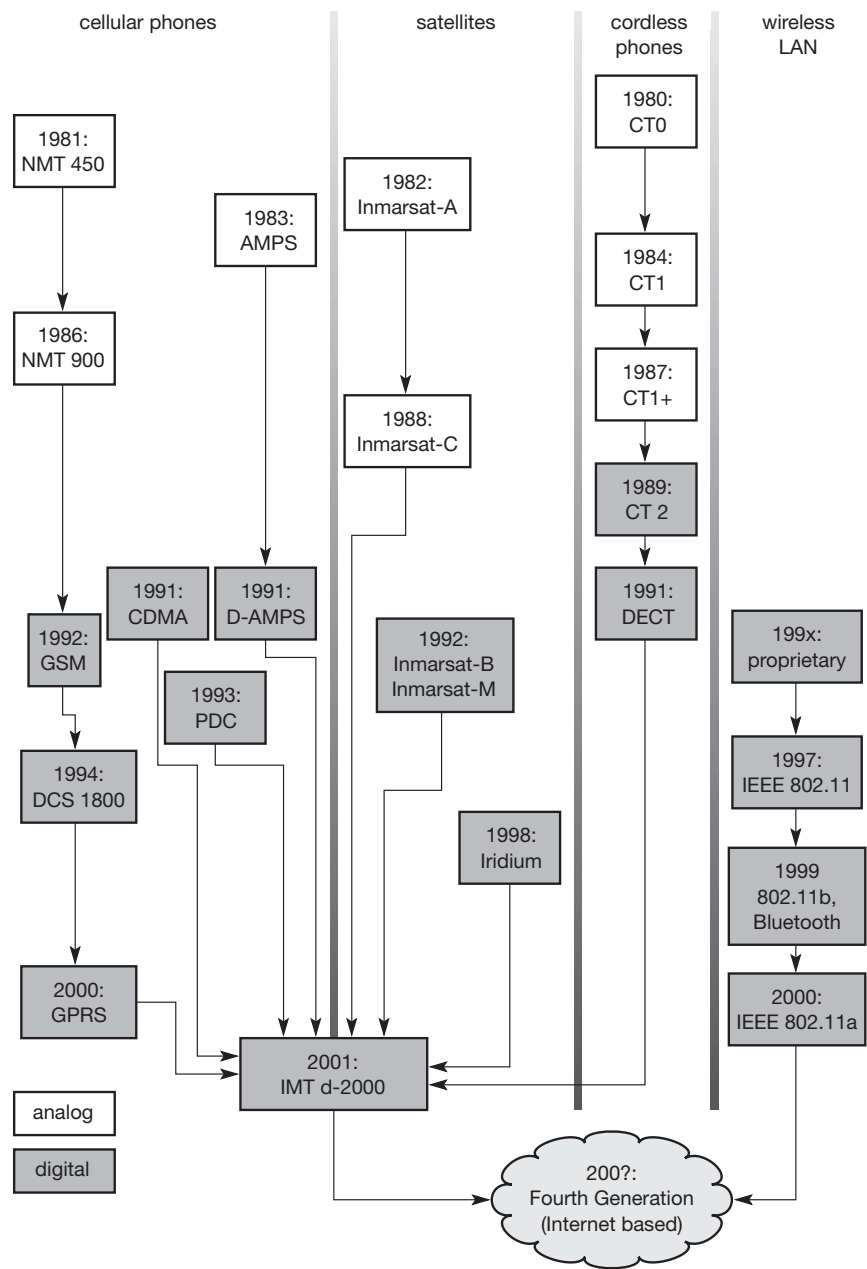 cellular phones
satellites
cordless
phones
wireless
LAN
1981:
NMT 450
1986:
NMT 900
1992:
GSM
1994:
DCS 1800
2000:
GPRS
1991:
CDMA
1993:
PDC
1983:
AMPS
1991:
D-AMPS
1982:
Inmarsat-A
1988:
Inmarsat-C
1992:
Inmarsat-B
Inmarsat-M
1998:
Iridium
1980:
CT0
1984:
CT1
1987:
CT1+
1989:
CT 2
1991:
DECT
199x:
proprietary
1997:
IEEE 802.11
1999
802.11b,
Bluetooth
2000:
IEEE 802.11a
2001:
IMT d-2000
200?:
Fourth Generation
(Internet based)
analog
digital